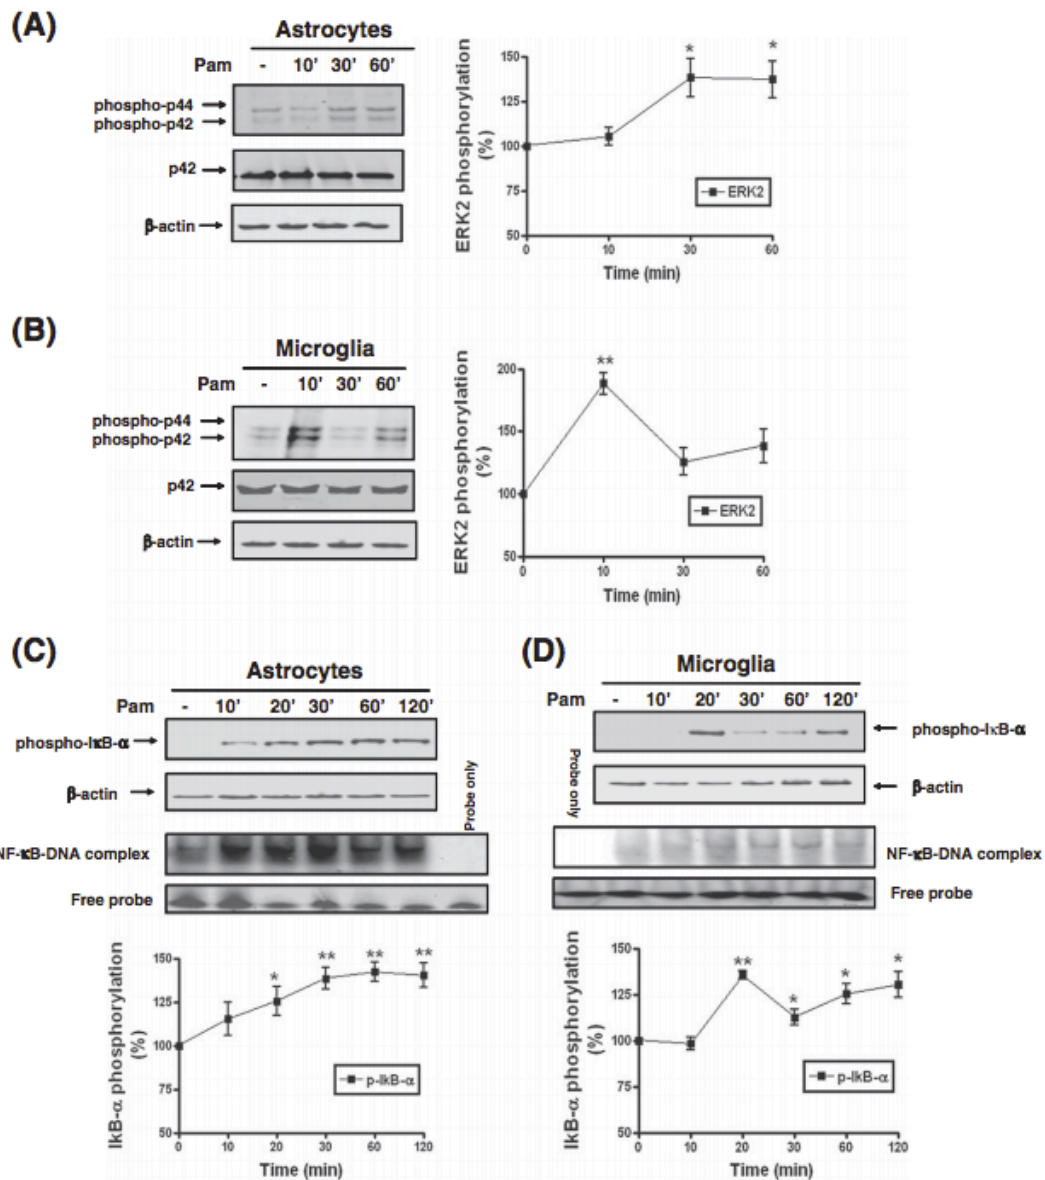 (A)
Astrocytes
Pam - 10' 30' 60'
phospho-p44
phospho-p42
p42
β-actin
ERK2 phosphorylation
(%)
150
125
100
75
50
* *
ERK2
0 10 30 60
Time (min)
(B)
Microglia
Pam - 10' 30' 60'
phospho-p44
phospho-p42
p42
β-actin
ERK2 phosphorylation
(%)
200
150
100
50
**
ERK2
0 10 30 60
Time (min)
(C)
Astrocytes
Pam - 10' 20' 30' 60' 120'
phospho-IκB-α
β-actin
Probe only
NF-κB-DNA complex
Free probe
IkB-α phosphorylation
(%)
150
125
100
75
50
* ** ** **
p-IkB-α
0 10 20 30 60 120
Time (min)
(D)
Microglia
Pam - 10' 20' 30' 60' 120'
phospho-IκB-α
β-actin
Probe only
NF-κB-DNA complex
Free probe
IkB-α phosphorylation
(%)
150
125
100
75
50
** * * *
p-IkB-α
0 10 20 30 60 120
Time (min)